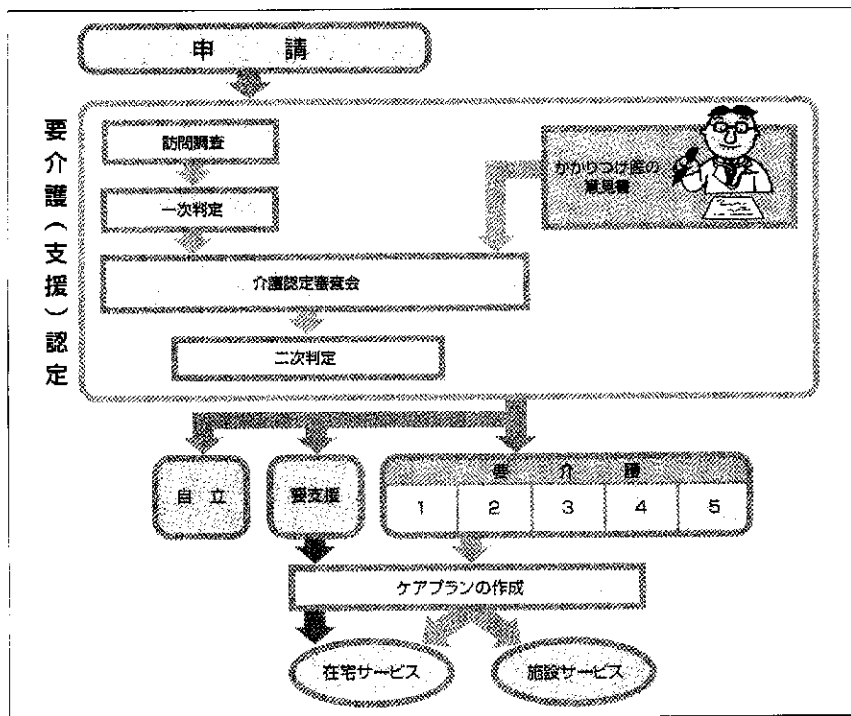 申請
要介護（支援）認定
訪問調査
かかりつけ医の
意見書
一次判定
介護認定審査会
二次判定
自立
要支援
要介護
1 2 3 4 5
ケアプランの作成
在宅サービス
施設サービス